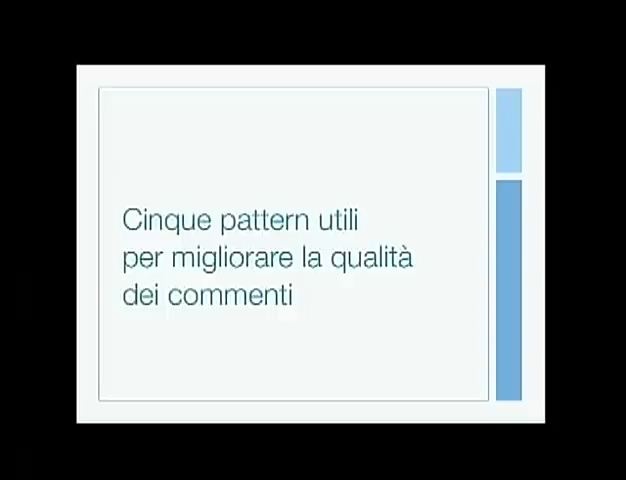 Cinque pattern utili
per migliorare la qualità
dei commenti